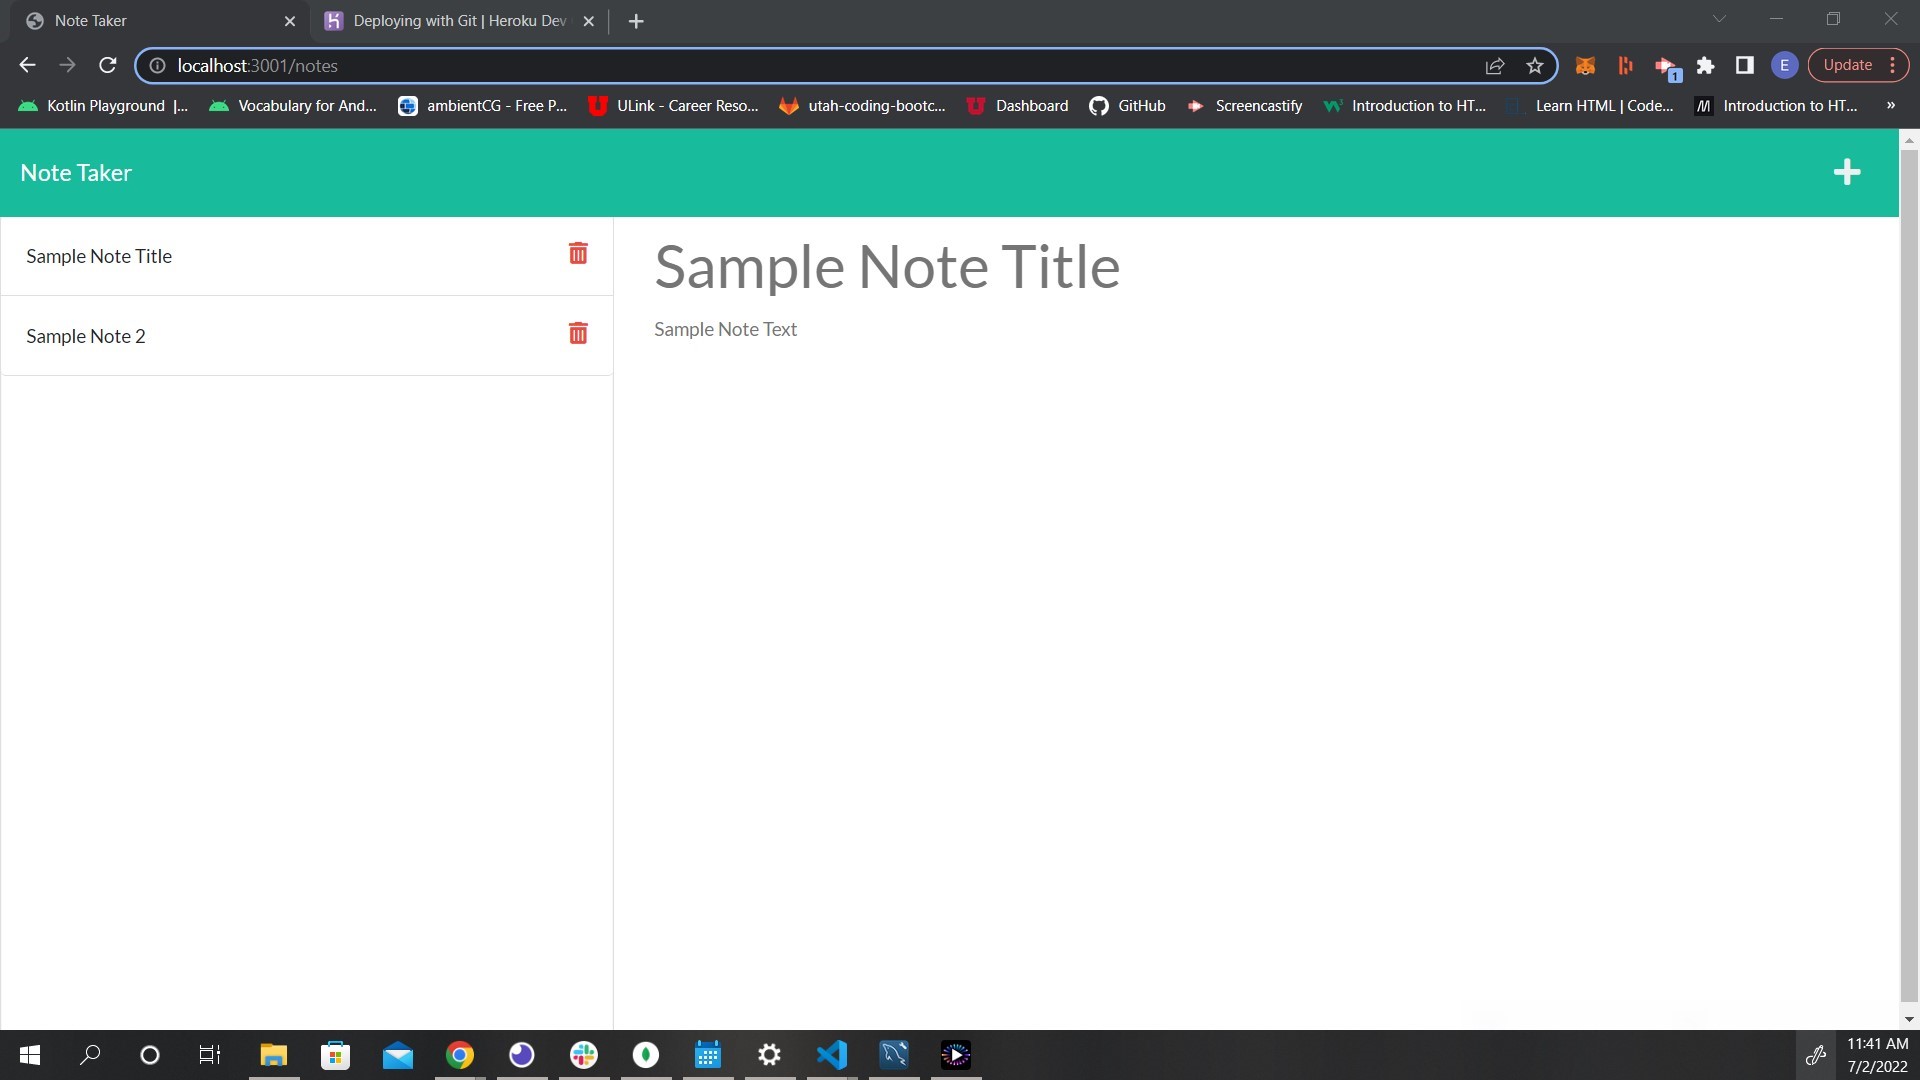 Note Taker
Deploying with Git | Heroku Dev
localhost:3001/notes
1
E
Update
Kotlin Playground |...
Vocabulary for And...
ambientCG - Free P...
ULink - Career Reso...
utah-coding-bootc...
Dashboard
GitHub
Screencastify
Introduction to HT...
Learn HTML | Code...
Introduction to HT...
»
Note Taker
Sample Note Title
Sample Note 2
Sample Note Title
Sample Note Text
11:41 AM
7/2/2022